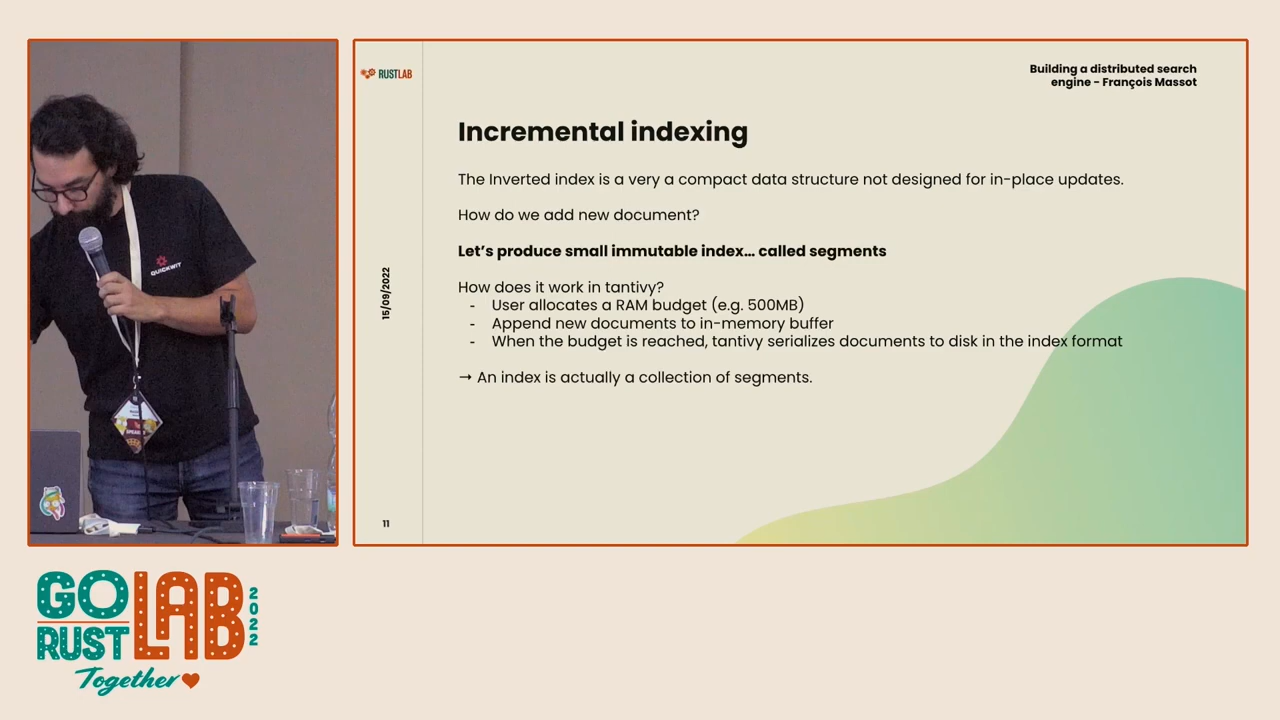 RUSTLAB
Building a distributed search
engine - François Massot
Incremental indexing
The Inverted index is a very a compact data structure not designed for in-place updates.
How do we add new document?
Let's produce small immutable index... called segments
How does it work in tantivy?
- User allocates a RAM budget (e.g. 500MB)
- Append new documents to in-memory buffer
- When the budget is reached, tantivy serializes documents to disk in the index format
→ An index is actually a collection of segments.
15/09/2022
11
QUICKWIT
SPEAKER
GO
RUST
LAB
2022
Together